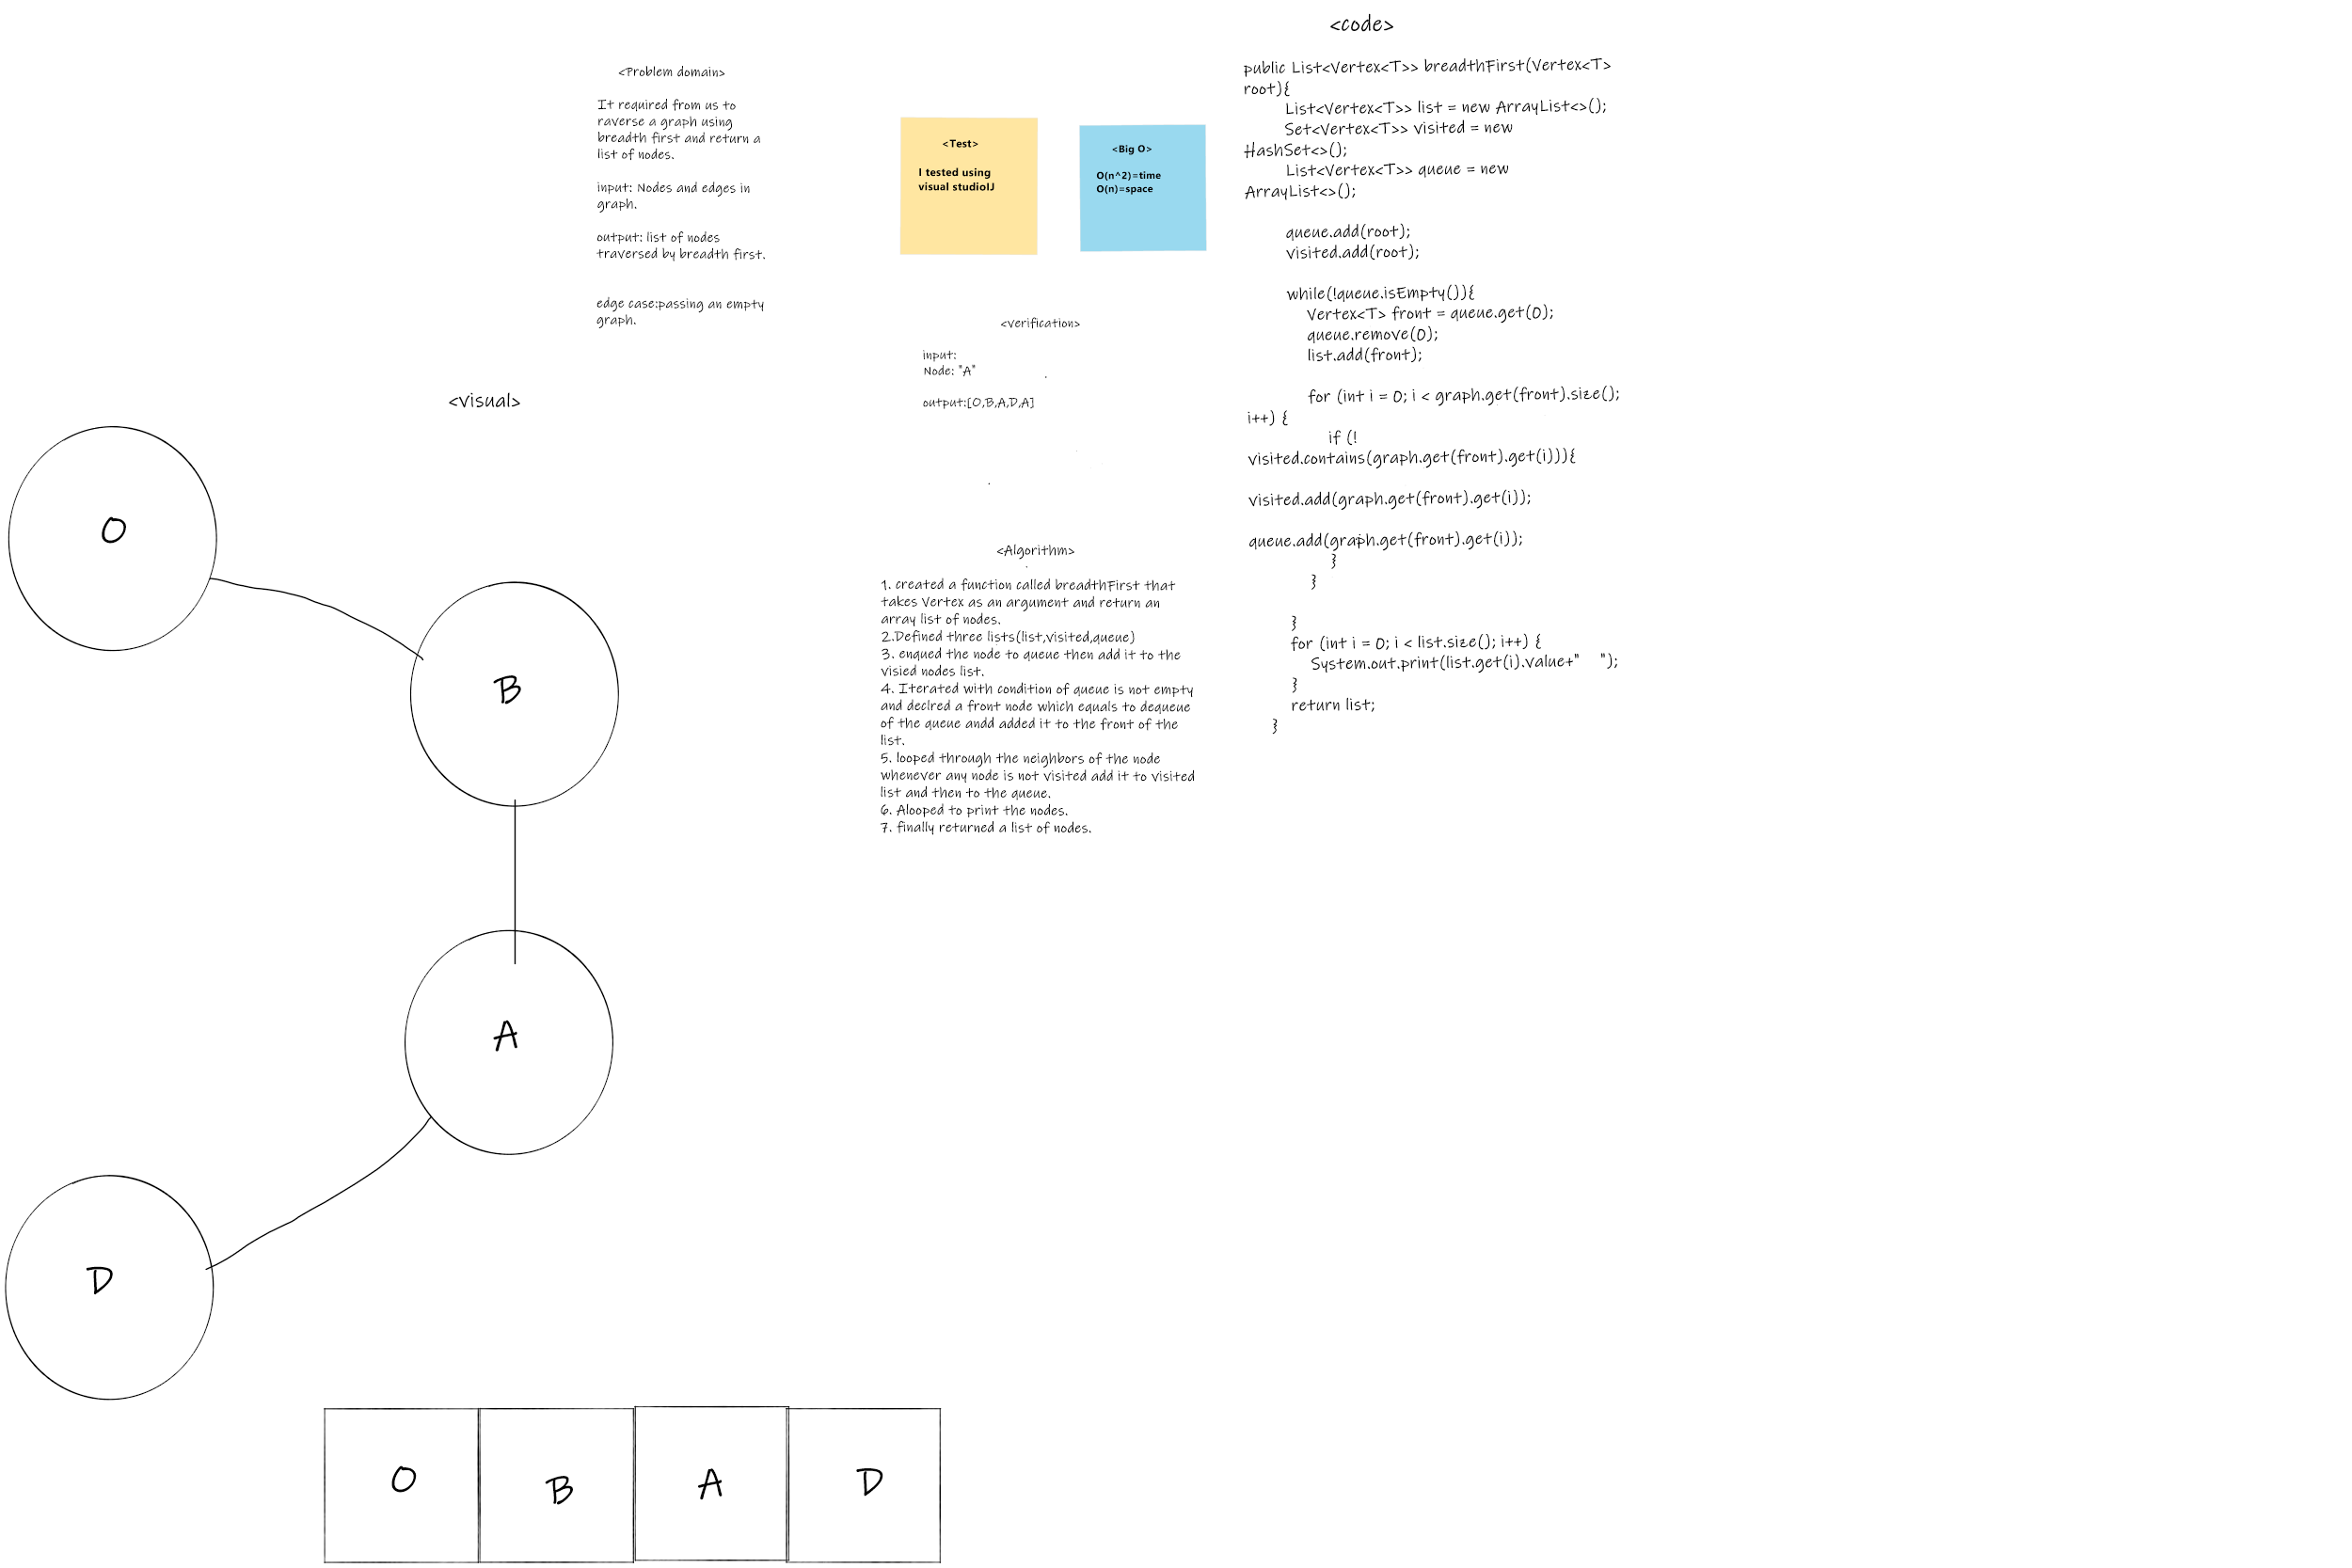 <Problem domain>
It required from us to
raverse a graph using
breadth first and return a
list of nodes.
input: Nodes and edges in
graph.
output: list of nodes
traversed by breadth first.
edge case:passing an empty
graph.
<Test>
I tested using
visual studioIJ
<Big O>
O(n^2)=time
O(n)=space
<verification>
input:
Node: "A"
output:[O,B,A,D,A]
<Algorithm>
1. created a function called breadthFirst that
takes Vertex as an argument and return an
array list of nodes.
2.Defined three lists(list,visited,queue)
3. enqued the node to queue then add it to the
visied nodes list.
4. Iterated with condition of queue is not empty
and declred a front node which equals to dequeue
of the queue andd added it to the front of the
list.
5. looped through the neighbors of the node
whenever any node is not visited add it to visited
list and then to the queue.
6. Alooped to print the nodes.
7. finally returned a list of nodes.
<code>
public List<Vertex<T>> breadthFirst(Vertex<T>
root){
List<Vertex<T>> list = new ArrayList<>();
Set<Vertex<T>> visited = new
HashSet<>();
List<Vertex<T>> queue = new
ArrayList<>();
queue.add(root);
visited.add(root);
while(!queue.isEmpty()){
Vertex<T> front = queue.get(0);
queue.remove(0);
list.add(front);
for (int i = 0; i < graph.get(front).size();
i++) {
if (!
visited.contains(graph.get(front).get(i))){
visited.add(graph.get(front).get(i));
queue.add(graph.get(front).get(i));
}
}
}
for (int i = 0; i < list.size(); i++) {
System.out.print(list.get(i).value+"    ");
}
return list;
}
<visual>
O
B
A
D
O B A D